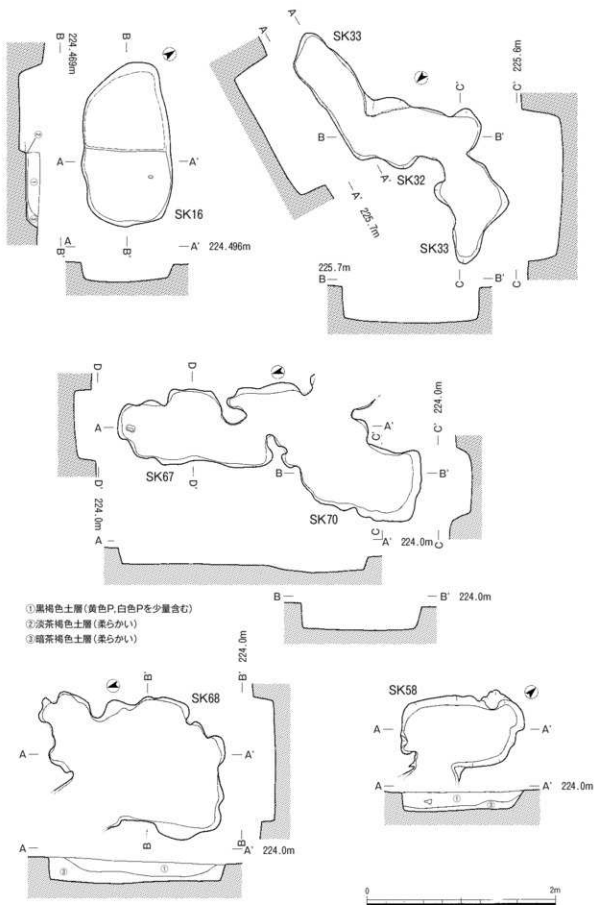 B
B
224.469m
A
A'
SK16
A
A'
224.496m
B'
B'
A
SK33
C'
C'
225.6m
B
B'
A'
SK32
A'
225.7m
SK33
C
C
225.7m
B
B'
D
D
A
A'
C'
C'
224.0m
SK67
B
B'
D'
D'
224.0m
SK70
C
C
A
A'
224.0m
B
B'
224.0m
①黒褐色土層(黄色P,白色Pを少量含む)
②淡茶褐色土層(柔らかい)
③暗茶褐色土層(柔らかい)
B'
B'
224.0m
SK68
A
A'
B
B
A
A'
224.0m
③
①
SK58
A
A'
A
A'
224.0m
①
0
2m